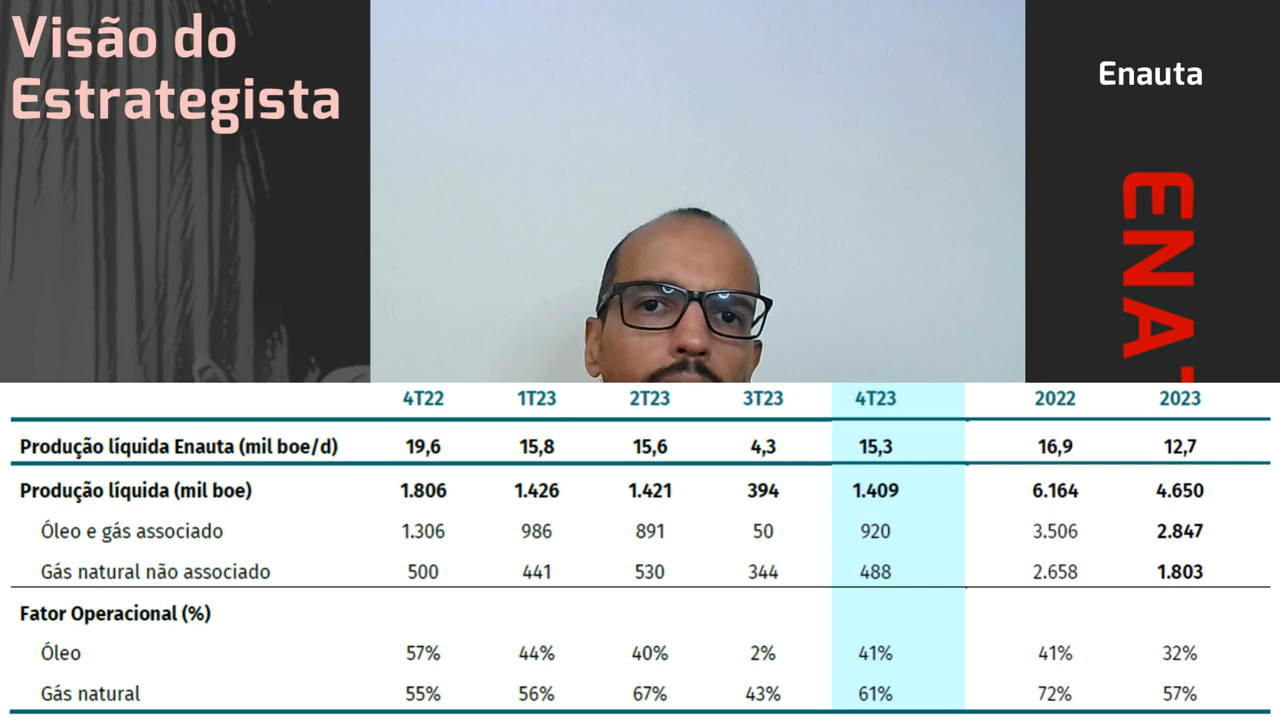 Visão do
Estrategista
Enauta
ENA
4T22 1T23 2T23 3T23 4T23 2022 2023
Produção líquida Enauta (mil boe/d) 19,6 15,8 15,6 4,3 15,3 16,9 12,7
Produção líquida (mil boe) 1.806 1.426 1.421 394 1.409 6.164 4.650
Óleo e gás associado 1.306 986 891 50 920 3.506 2.847
Gás natural não associado 500 441 530 344 488 2.658 1.803
Fator Operacional (%)
Óleo 57% 44% 40% 2% 41% 41% 32%
Gás natural 55% 56% 67% 43% 61% 72% 57%